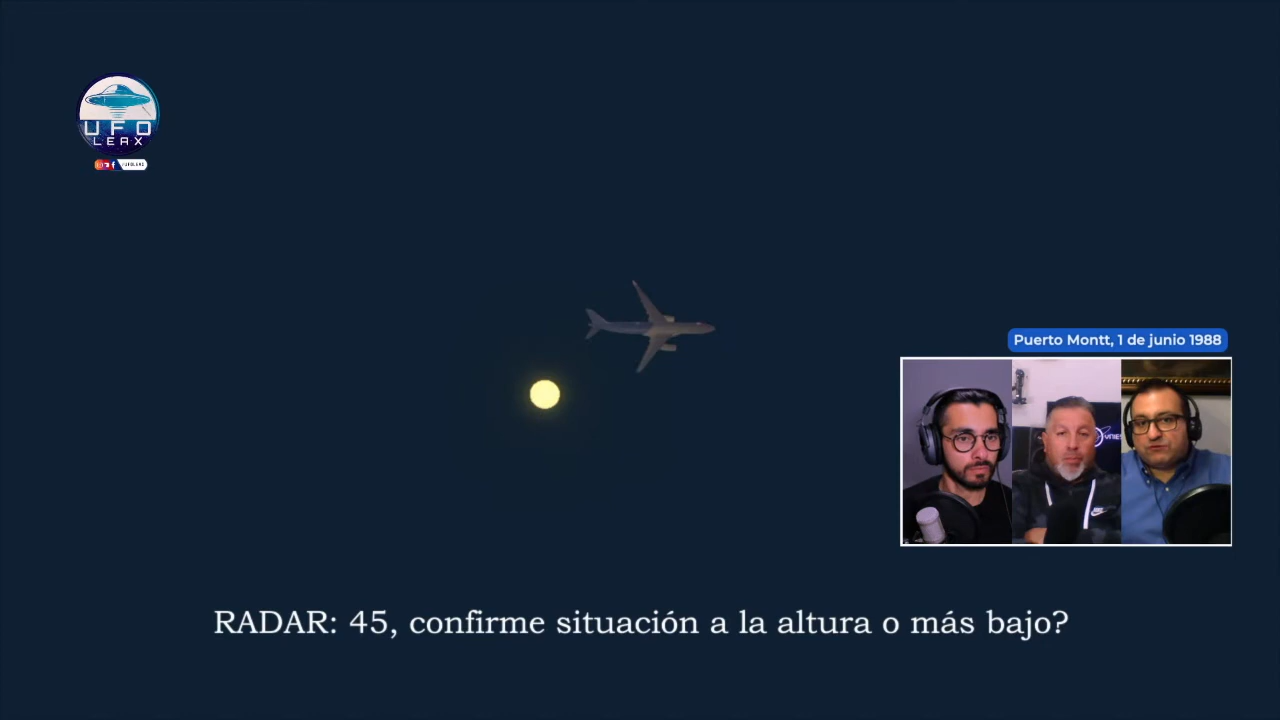 UFO
LEAX
Puerto Montt, 1 de junio 1988
RADAR: 45, confirme situación a la altura o más bajo?